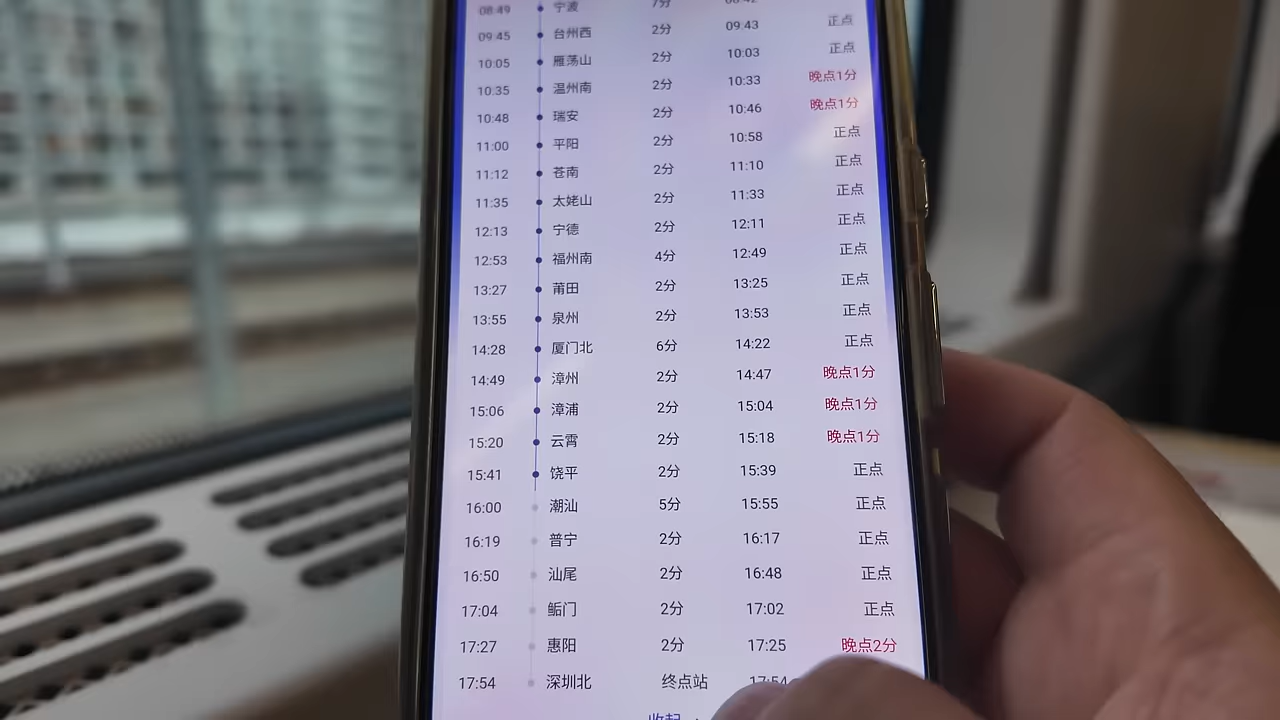 08:49 宁波 7分 08:42
09:45 台州西 2分 09:43 正点
10:05 雁荡山 2分 10:03 正点
10:35 温州南 2分 10:33 晚点1分
10:48 瑞安 2分 10:46 晚点1分
11:00 平阳 2分 10:58 正点
11:12 苍南 2分 11:10 正点
11:35 太姥山 2分 11:33 正点
12:13 宁德 2分 12:11 正点
12:53 福州南 4分 12:49 正点
13:27 莆田 2分 13:25 正点
13:55 泉州 2分 13:53 正点
14:28 厦门北 6分 14:22 正点
14:49 漳州 2分 14:47 晚点1分
15:06 漳浦 2分 15:04 晚点1分
15:20 云霄 2分 15:18 晚点1分
15:41 饶平 2分 15:39 正点
16:00 潮汕 5分 15:55 正点
16:19 普宁 2分 16:17 正点
16:50 汕尾 2分 16:48 正点
17:04 鲘门 2分 17:02 正点
17:27 惠阳 2分 17:25 晚点2分
17:54 深圳北 终点站 17:54
收起